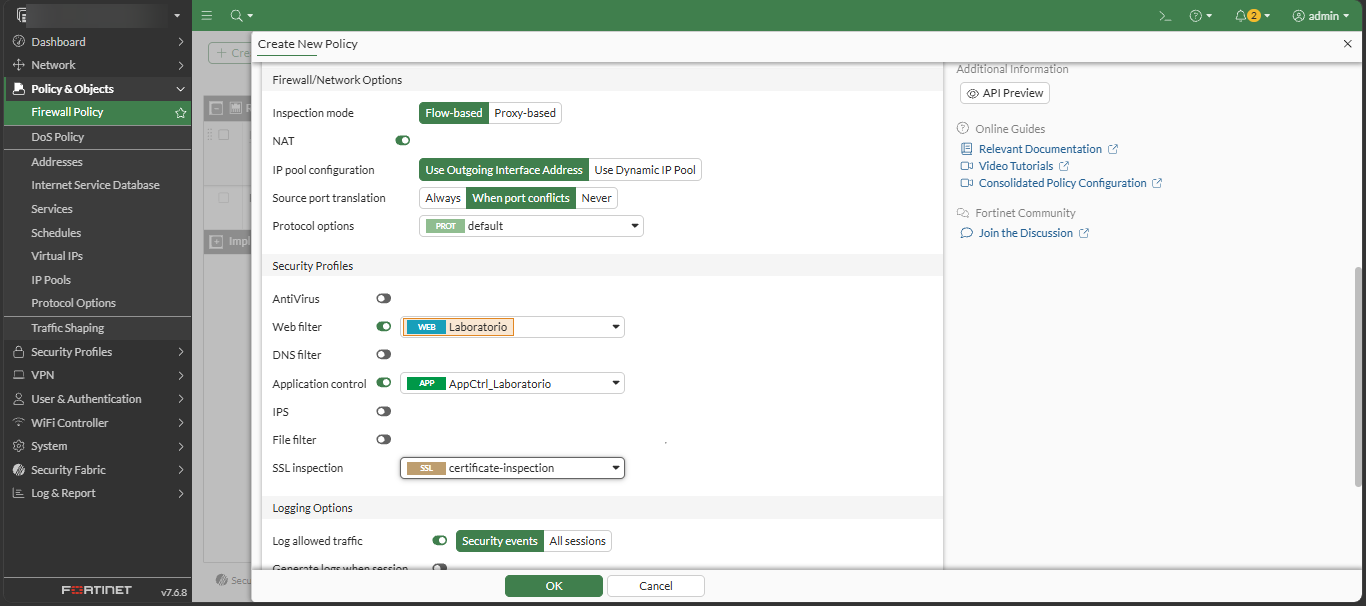 admin
2
Dashboard
Network
Policy & Objects
Firewall Policy
DoS Policy
Addresses
Internet Service Database
Services
Schedules
Virtual IPs
IP Pools
Protocol Options
Traffic Shaping
Security Profiles
VPN
User & Authentication
WiFi Controller
System
Security Fabric
Log & Report
FORTINET
v7.6.8
Create New Policy
Firewall/Network Options
Inspection mode Flow-based Proxy-based
NAT
IP pool configuration Use Outgoing Interface Address Use Dynamic IP Pool
Source port translation Always When port conflicts Never
Protocol options PROT default
Security Profiles
AntiVirus
Web filter WEB Laboratorio
DNS filter
Application control APP AppCtrl_Laboratorio
IPS
File filter
SSL inspection SSL certificate-inspection
Logging Options
Log allowed traffic Security events All sessions
Generate logs when session
OK Cancel
Additional Information
API Preview
Online Guides
Relevant Documentation
Video Tutorials
Consolidated Policy Configuration
Fortinet Community
Join the Discussion